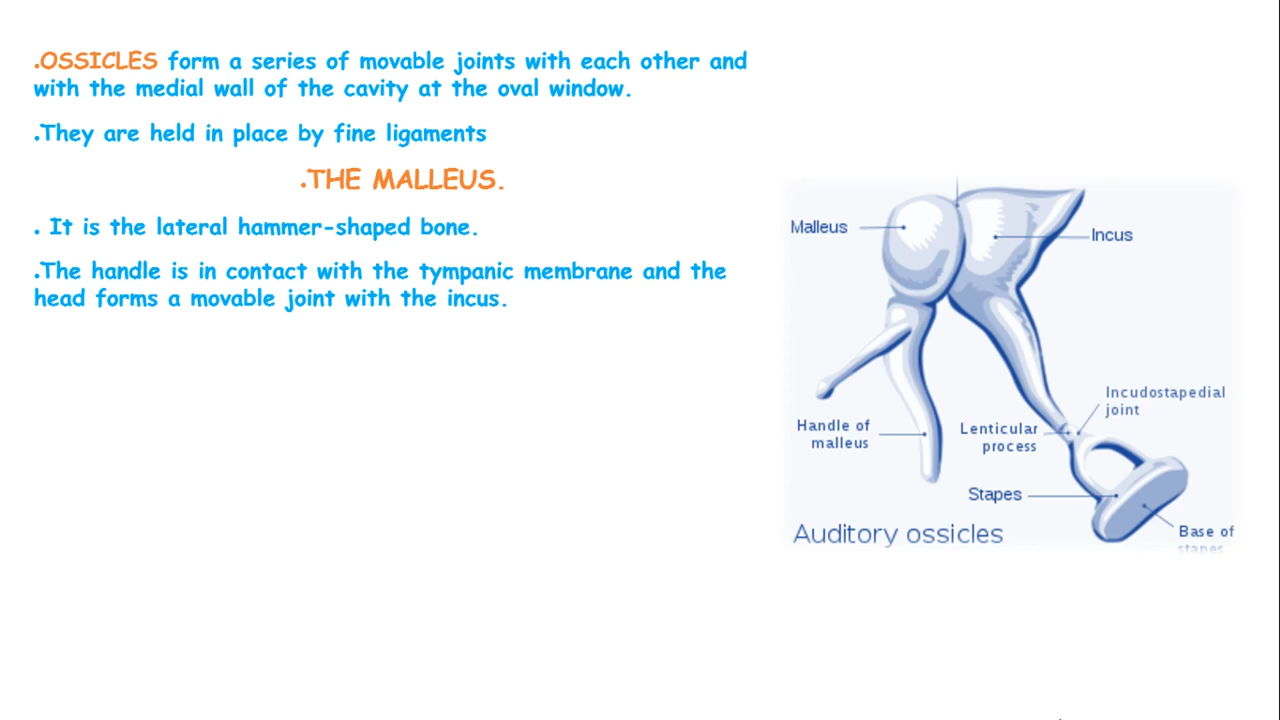 .OSSICLES form a series of movable joints with each other and
with the medial wall of the cavity at the oval window.
.They are held in place by fine ligaments
.THE MALLEUS.
. It is the lateral hammer-shaped bone.
.The handle is in contact with the tympanic membrane and the
head forms a movable joint with the incus.
Malleus
Incus
Incudostapedial
joint
Handle of
malleus
Lenticular
process
Stapes
Base of
stapes
Auditory ossicles